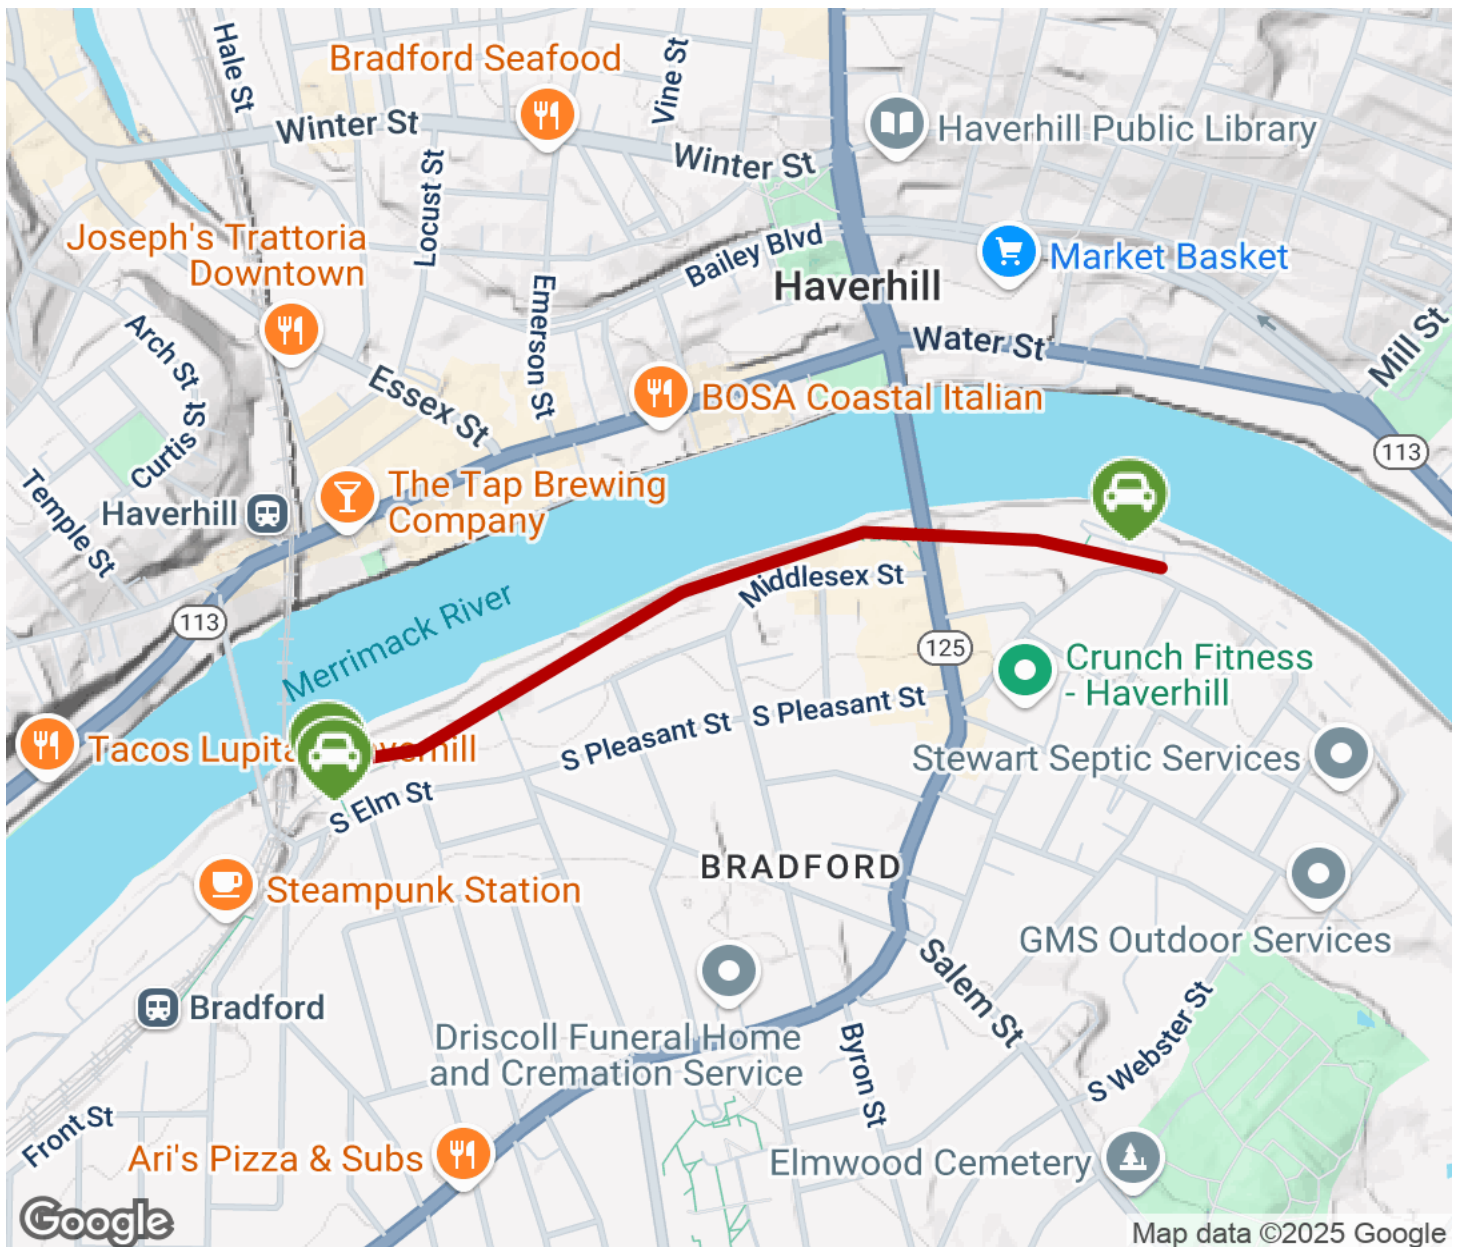 Hale St
Bradford Seafood
Vine St
Winter St
Haverhill Public Library
Winter St
Locust St
Joseph's Trattoria
Downtown
Bailey Blvd
Market Basket
Haverhill
Emerson St
Arch St
Water St
Mill St
Essex St
BOSA Coastal Italian
Curtis St
113
Temple St
Haverhill
The Tap Brewing
Company
Middlesex St
Merrimack River
113
125
Crunch Fitness
- Haverhill
S Pleasant St
S Pleasant St
Tacos Lupita
Stewart Septic Services
S Elm St
BRADFORD
Steampunk Station
GMS Outdoor Services
Salem St
Bradford
Driscoll Funeral Home
and Cremation Service
Byron St
S Webster St
Front St
Ari's Pizza & Subs
Elmwood Cemetery
Google
Map data ©2025 Google